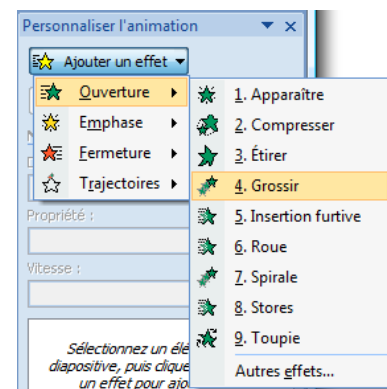 Personnaliser l'animation
Ajouter un effet
Ouverture
Emphase
Fermeture
Trajectoires
1. Apparaître
2. Compresser
3. Étirer
4. Grossir
5. Insertion furtive
6. Roue
7. Spirale
8. Stores
9. Toupie
Autres effets...
Propriété :
Vitesse :
Sélectionnez un élé
diapositive, puis clique
un effet pour ajo